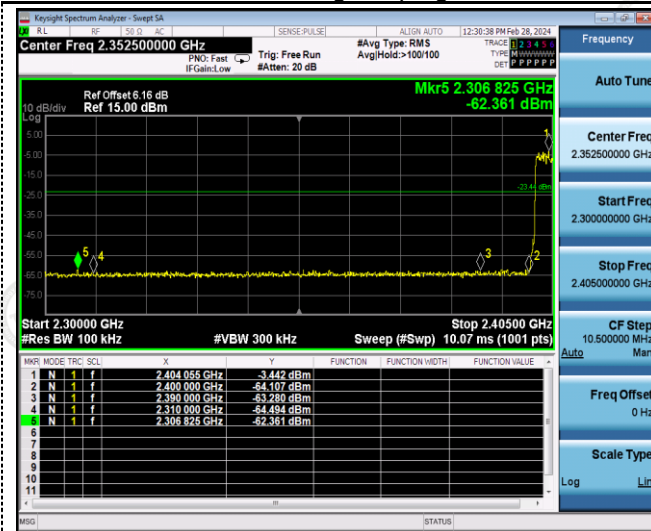 Keysight Spectrum Analyzer - Swept SA
RL RF 50 Ω AC SENSE:PULSE ALIGN AUTO 12:30:38 PM Feb 28, 2024
Center Freq 2.352500000 GHz #Avg Type: RMS TRACE 1 2 3 4 5 6
PNO: Fast Trig: Free Run Avg|Hold:>100/100 TYPE M
IFGain:Low #Atten: 20 dB DET P P P P P P
Mkr5 2.306 825 GHz
-62.361 dBm
Ref Offset 6.16 dB
10 dB/div Ref 15.00 dBm
Log
5.00
-5.00
-15.0
-25.0
-35.0
-45.0
-55.0
-65.0
-75.0
1
-23.44 dBm
5 4 3 2
Start 2.30000 GHz Stop 2.40500 GHz
#Res BW 100 kHz #VBW 300 kHz Sweep (#Swp) 10.07 ms (1001 pts)
MKR MODE TRC SCL X Y FUNCTION FUNCTION WIDTH FUNCTION VALUE
1 N 1 f 2.404 055 GHz -3.442 dBm
2 N 1 f 2.400 000 GHz -64.107 dBm
3 N 1 f 2.390 000 GHz -63.280 dBm
4 N 1 f 2.310 000 GHz -64.494 dBm
5 N 1 f 2.306 825 GHz -62.361 dBm
6
7
8
9
10
11
MSG STATUS
Frequency
Auto Tune
Center Freq
2.352500000 GHz
Start Freq
2.300000000 GHz
Stop Freq
2.405000000 GHz
CF Step
10.500000 MHz
Auto Man
Freq Offset
0 Hz
Scale Type
Log Lin